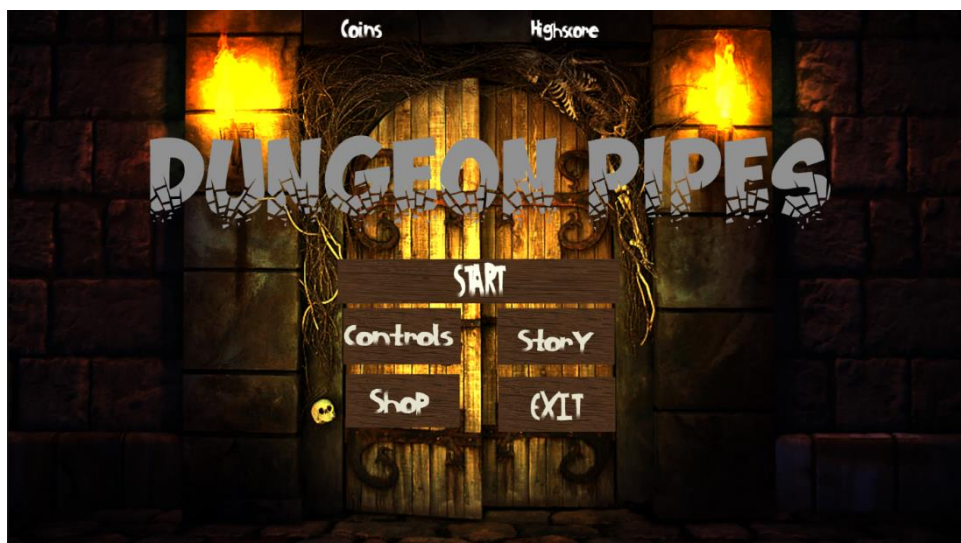 Coins Highscore
DUNGEON PIPES
START
Controls Story
Shop EXIT